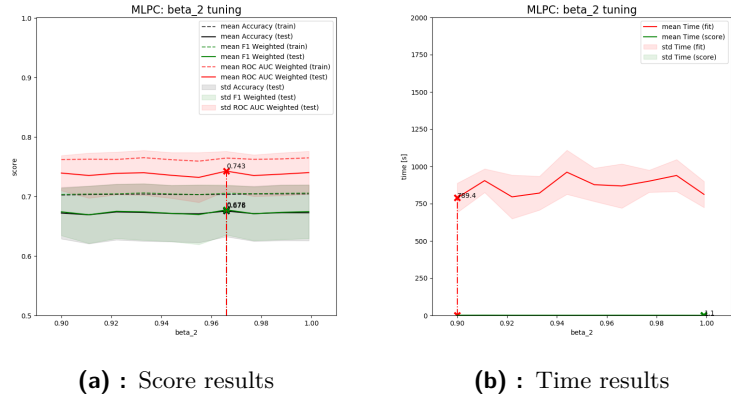 MLPC: beta_2 tuning
1.0
0.9
0.8
0.7
0.6
0.5
score
mean Accuracy (train)
mean Accuracy (test)
mean F1 Weighted (train)
mean F1 Weighted (test)
mean ROC AUC Weighted (train)
mean ROC AUC Weighted (test)
std Accuracy (test)
std F1 Weighted (test)
std ROC AUC Weighted (test)
0.743
0.90
0.92
0.94
0.96
0.98
1.00
beta_2
(a) : Score results
MLPC: beta_2 tuning
2000
1750
1500
1250
1000
750
500
250
0
time [s]
mean Time (fit)
mean Time (score)
std Time (fit)
std Time (score)
789.4
0.90
0.92
0.94
0.96
0.98
1.00
beta_2
(b) : Time results